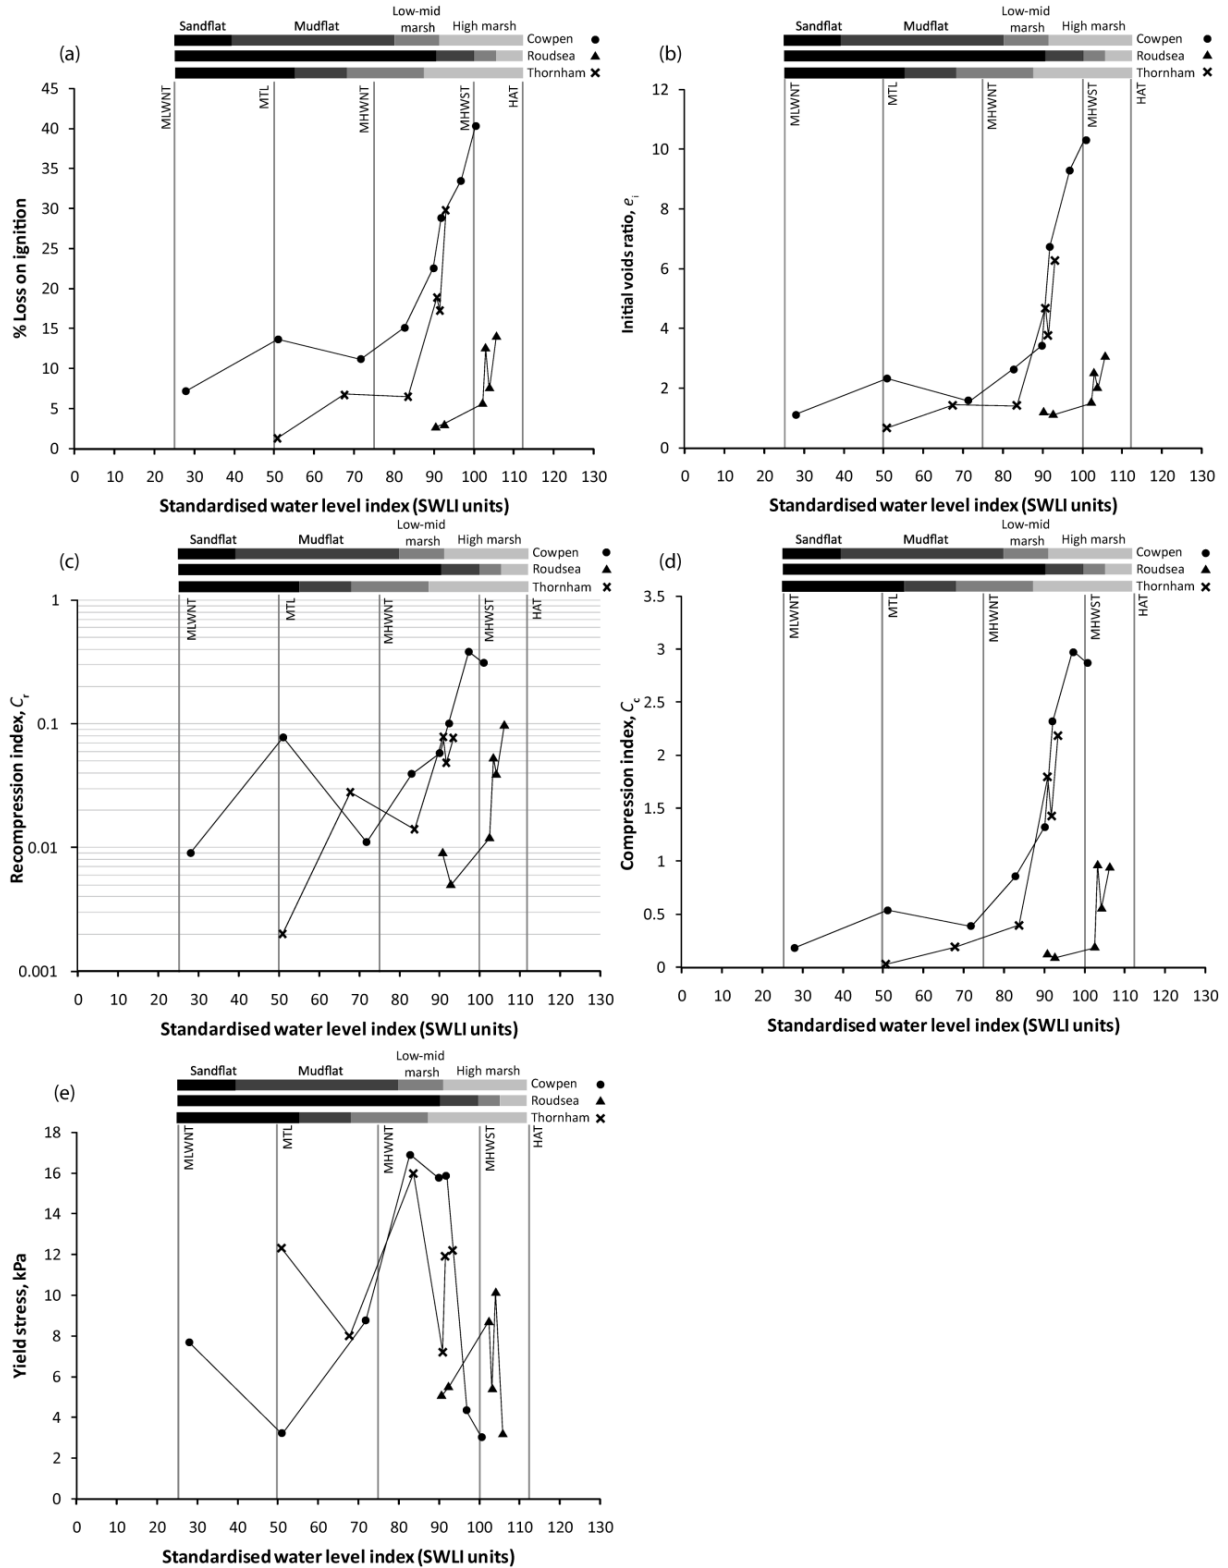 Low-mid
Sandflat Mudflat marsh High marsh
(a)
Cowpen
Roudsea
Thornham
MLWNT
MTL
MHWNT
MHWST
HAT
45
40
35
30
25
20
15
10
5
0
% Loss on ignition
0 10 20 30 40 50 60 70 80 90 100 110 120 130
Standardised water level index (SWLI units)
Low-mid
Sandflat Mudflat marsh High marsh
(b)
Cowpen
Roudsea
Thornham
MLWNT
MTL
MHWNT
MHWST
HAT
12
10
8
6
4
2
0
Initial voids ratio, ei
0 10 20 30 40 50 60 70 80 90 100 110 120 130
Standardised water level index (SWLI units)
Low-mid
Sandflat Mudflat marsh High marsh
(c)
Cowpen
Roudsea
Thornham
MLWNT
MTL
MHWNT
MHWST
HAT
1
0.1
0.01
0.001
Recompression index, Cr
0 10 20 30 40 50 60 70 80 90 100 110 120 130
Standardised water level index (SWLI units)
Low-mid
Sandflat Mudflat marsh High marsh
(d)
Cowpen
Roudsea
Thornham
MLWNT
MTL
MHWNT
MHWST
HAT
3.5
3
2.5
2
1.5
1
0.5
0
Compression index, Cc
0 10 20 30 40 50 60 70 80 90 100 110 120 130
Standardised water level index (SWLI units)
Low-mid
Sandflat Mudflat marsh High marsh
(e)
Cowpen
Roudsea
Thornham
MLWNT
MTL
MHWNT
MHWST
HAT
18
16
14
12
10
8
6
4
2
0
Yield stress, kPa
0 10 20 30 40 50 60 70 80 90 100 110 120 130
Standardised water level index (SWLI units)